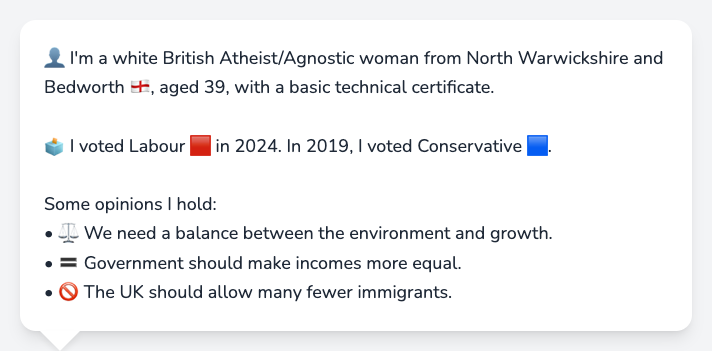 👤 I'm a white British Atheist/Agnostic woman from North Warwickshire and
Bedworth 🏴󠁧󠁢󠁥󠁮󠁧󠁿, aged 39, with a basic technical certificate.
🗳️ I voted Labour 🟥 in 2024. In 2019, I voted Conservative 🟦.
Some opinions I hold:
• ⚖️ We need a balance between the environment and growth.
• 🟰 Government should make incomes more equal.
• 🚫 The UK should allow many fewer immigrants.